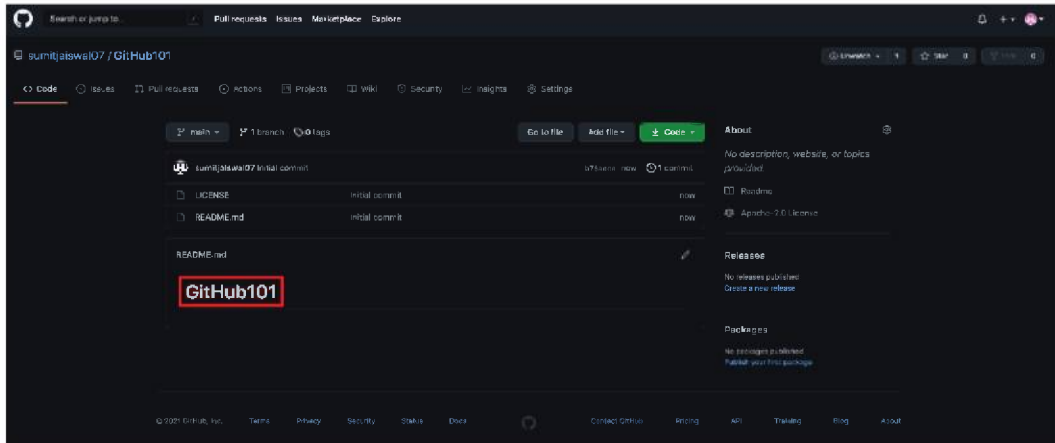 Search or jump to... / Pull requests Issues Marketplace Explore
sumitjaiswal07 / GitHub101
Unwatch 1 Star 0 0
Code Issues Pull requests Actions Projects Wiki Security Insights Settings
main 1 branch 0 tags Go to file Add file Code
sumitjaiswal07 Initial commit now 1 commit
LICENSE Initial commit now
README.md Initial commit now
README.md
GitHub101
About
No description, website, or topics
provided.
Readme
Apache-2.0 License
Releases
No releases published
Create a new release
Packages
No packages published
Publish your first package
© 2021 GitHub, Inc. Terms Privacy Security Status Docs Contact GitHub Pricing API Training Blog About